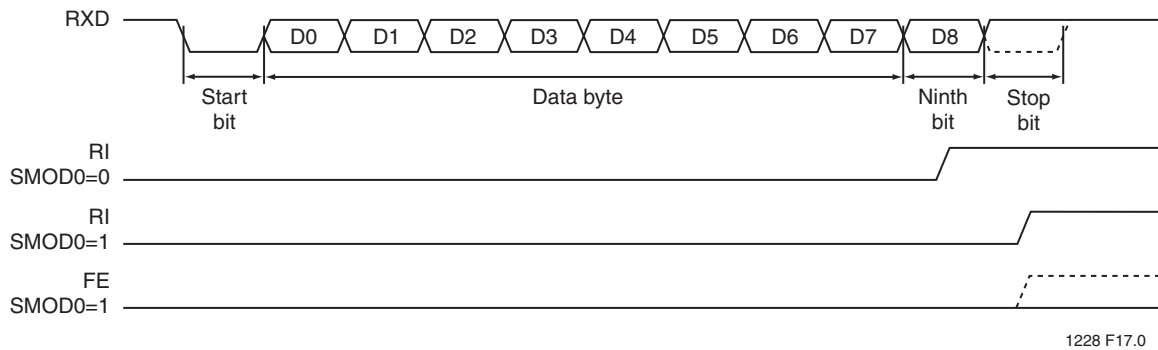 RXD
D0 D1 D2 D3 D4 D5 D6 D7 D8
Start
bit
Data byte
Ninth
bit
Stop
bit
RI
SMOD0=0
RI
SMOD0=1
FE
SMOD0=1
1228 F17.0